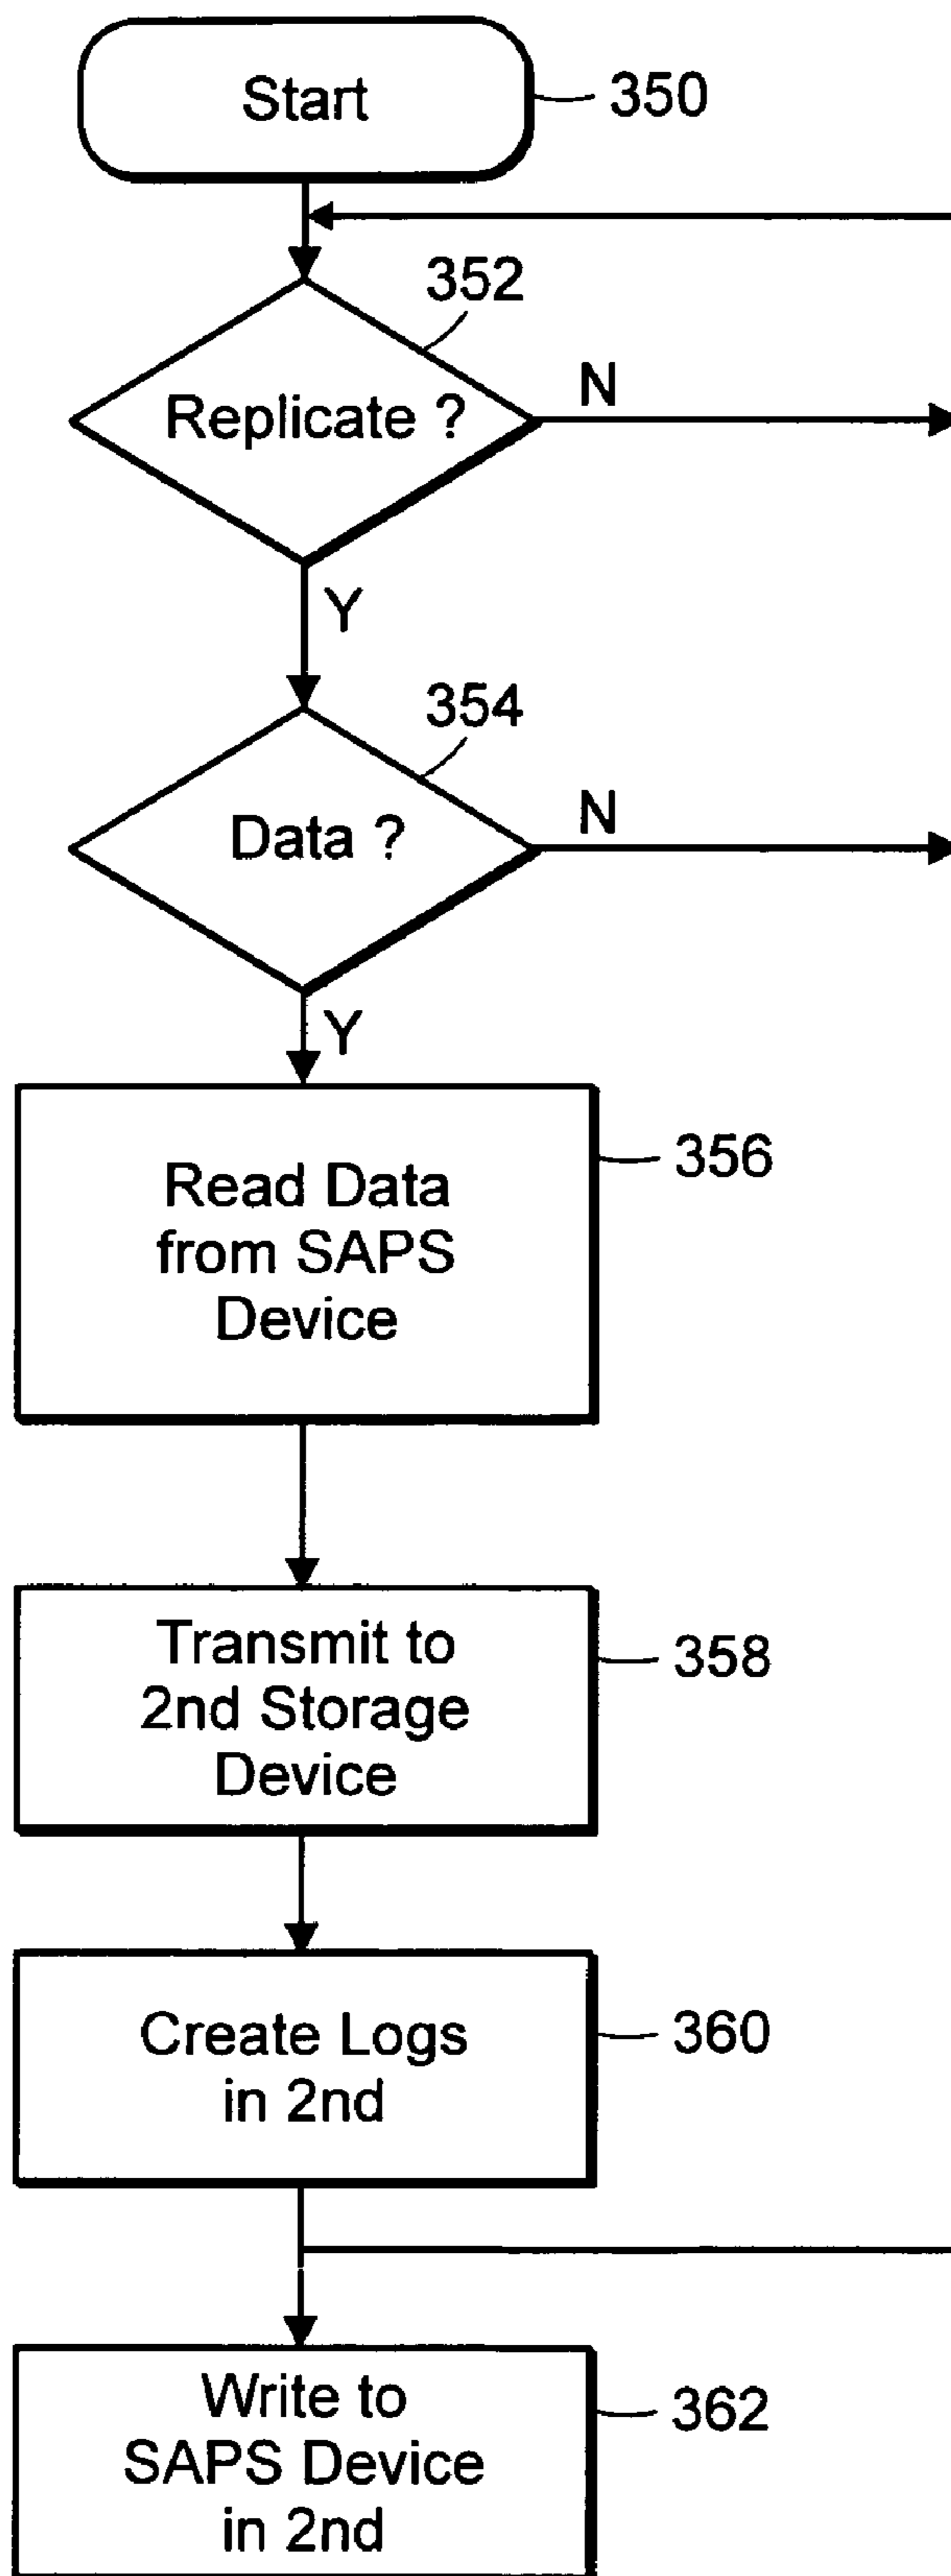 Start
350
352
Replicate ?
N
Y
354
Data ?
N
Y
Read Data
from SAPS
Device
356
Transmit to
2nd Storage
Device
358
Create Logs
in 2nd
360
Write to
SAPS Device
in 2nd
362